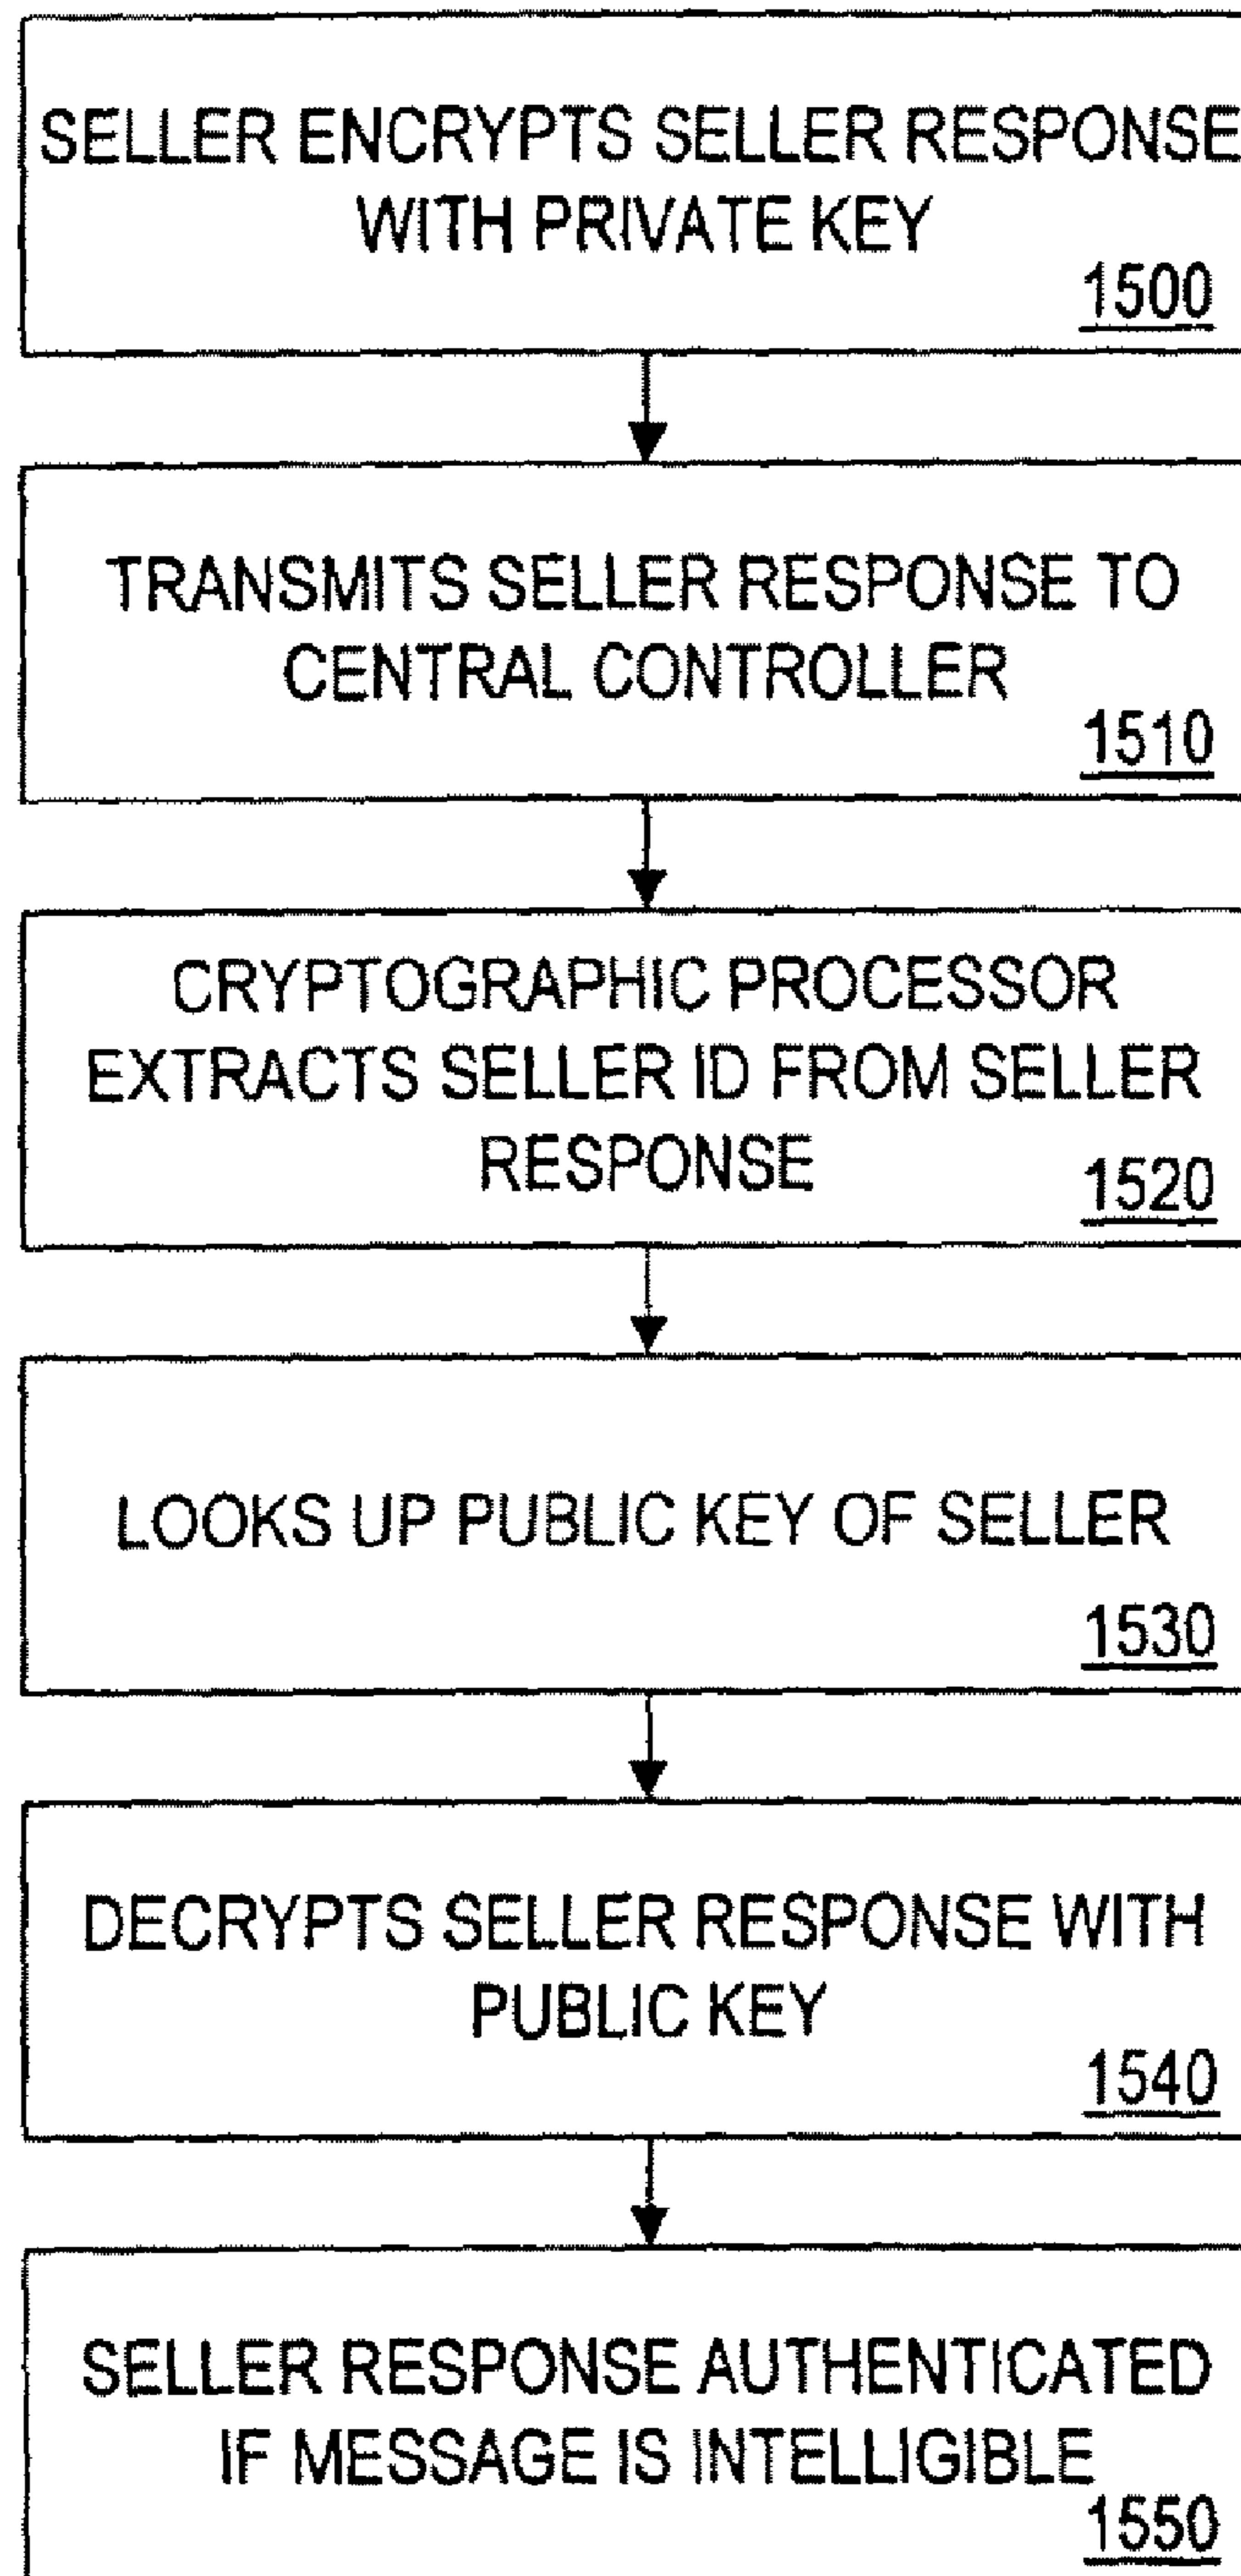 SELLER ENCRYPTS SELLER RESPONSE
WITH PRIVATE KEY
1500
TRANSMITS SELLER RESPONSE TO
CENTRAL CONTROLLER
1510
CRYPTOGRAPHIC PROCESSOR
EXTRACTS SELLER ID FROM SELLER
RESPONSE
1520
LOOKS UP PUBLIC KEY OF SELLER
1530
DECRYPTS SELLER RESPONSE WITH
PUBLIC KEY
1540
SELLER RESPONSE AUTHENTICATED
IF MESSAGE IS INTELLIGIBLE
1550